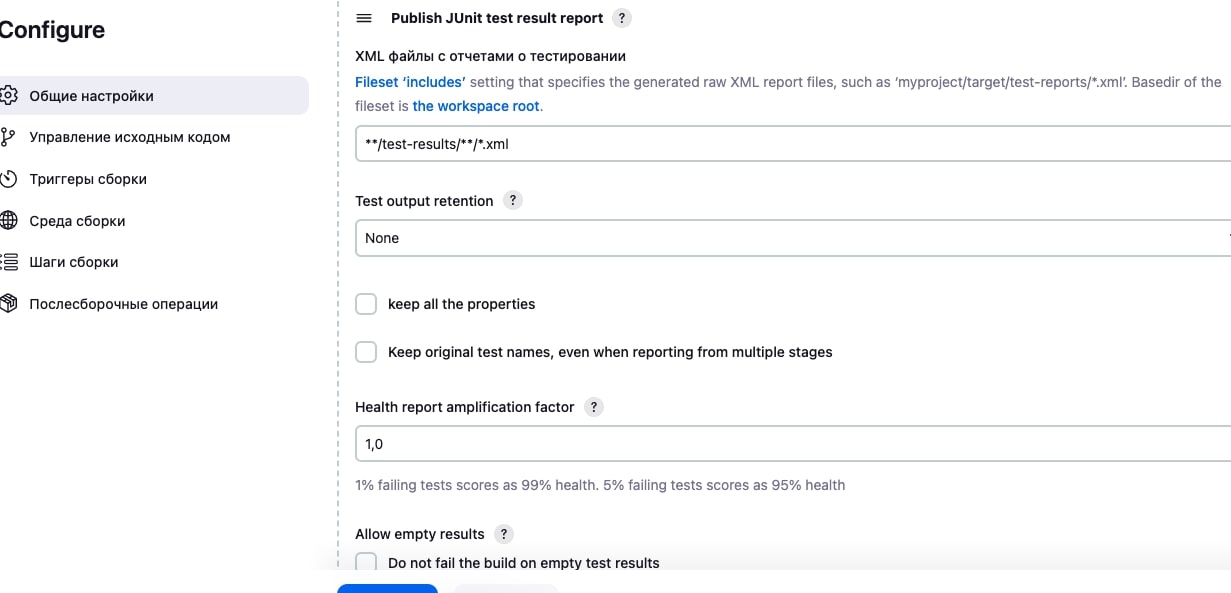 Configure
Общие настройки
Управление исходным кодом
Триггеры сборки
Среда сборки
Шаги сборки
Послесборочные операции
Publish JUnit test result report ?
XML файлы с отчетами о тестировании
Fileset ‘includes’ setting that specifies the generated raw XML report files, such as ‘myproject/target/test-reports/*.xml’. Basedir of the
fileset is the workspace root.
**/test-results/**/*.xml
Test output retention ?
None
keep all the properties
Keep original test names, even when reporting from multiple stages
Health report amplification factor ?
1,0
1% failing tests scores as 99% health. 5% failing tests scores as 95% health
Allow empty results ?
Do not fail the build on empty test results